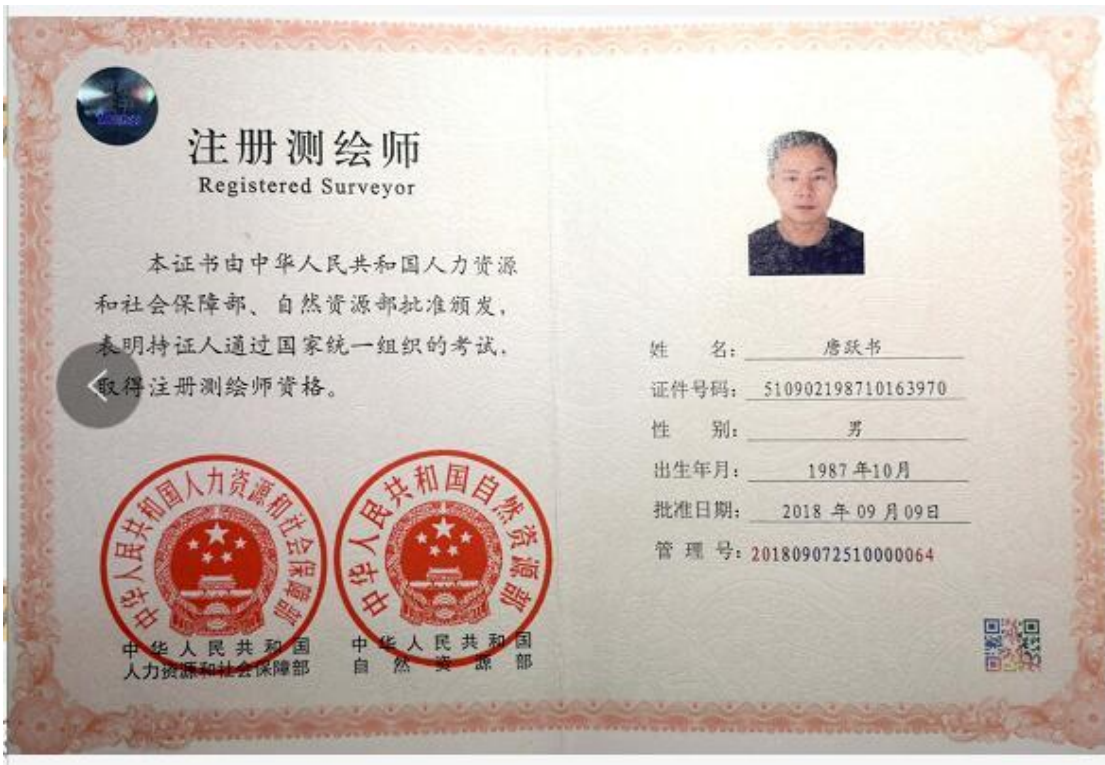 注册测绘师
Registered Surveyor
本证书由中华人民共和国人力资源
和社会保障部、自然资源部批准颁发，
表明持证人通过国家统一组织的考试，
取得注册测绘师资格。
中华人民共和国人力资源和社会保障部
中华人民共和国自然资源部
中华人民共和国
人力资源和社会保障部
中华人民共和国
自然资源部
姓 名：唐跃书
证件号码：510902198710163970
性 别：男
出生年月：1987年10月
批准日期：2018 年 09 月 09日
管 理 号：201809072510000064